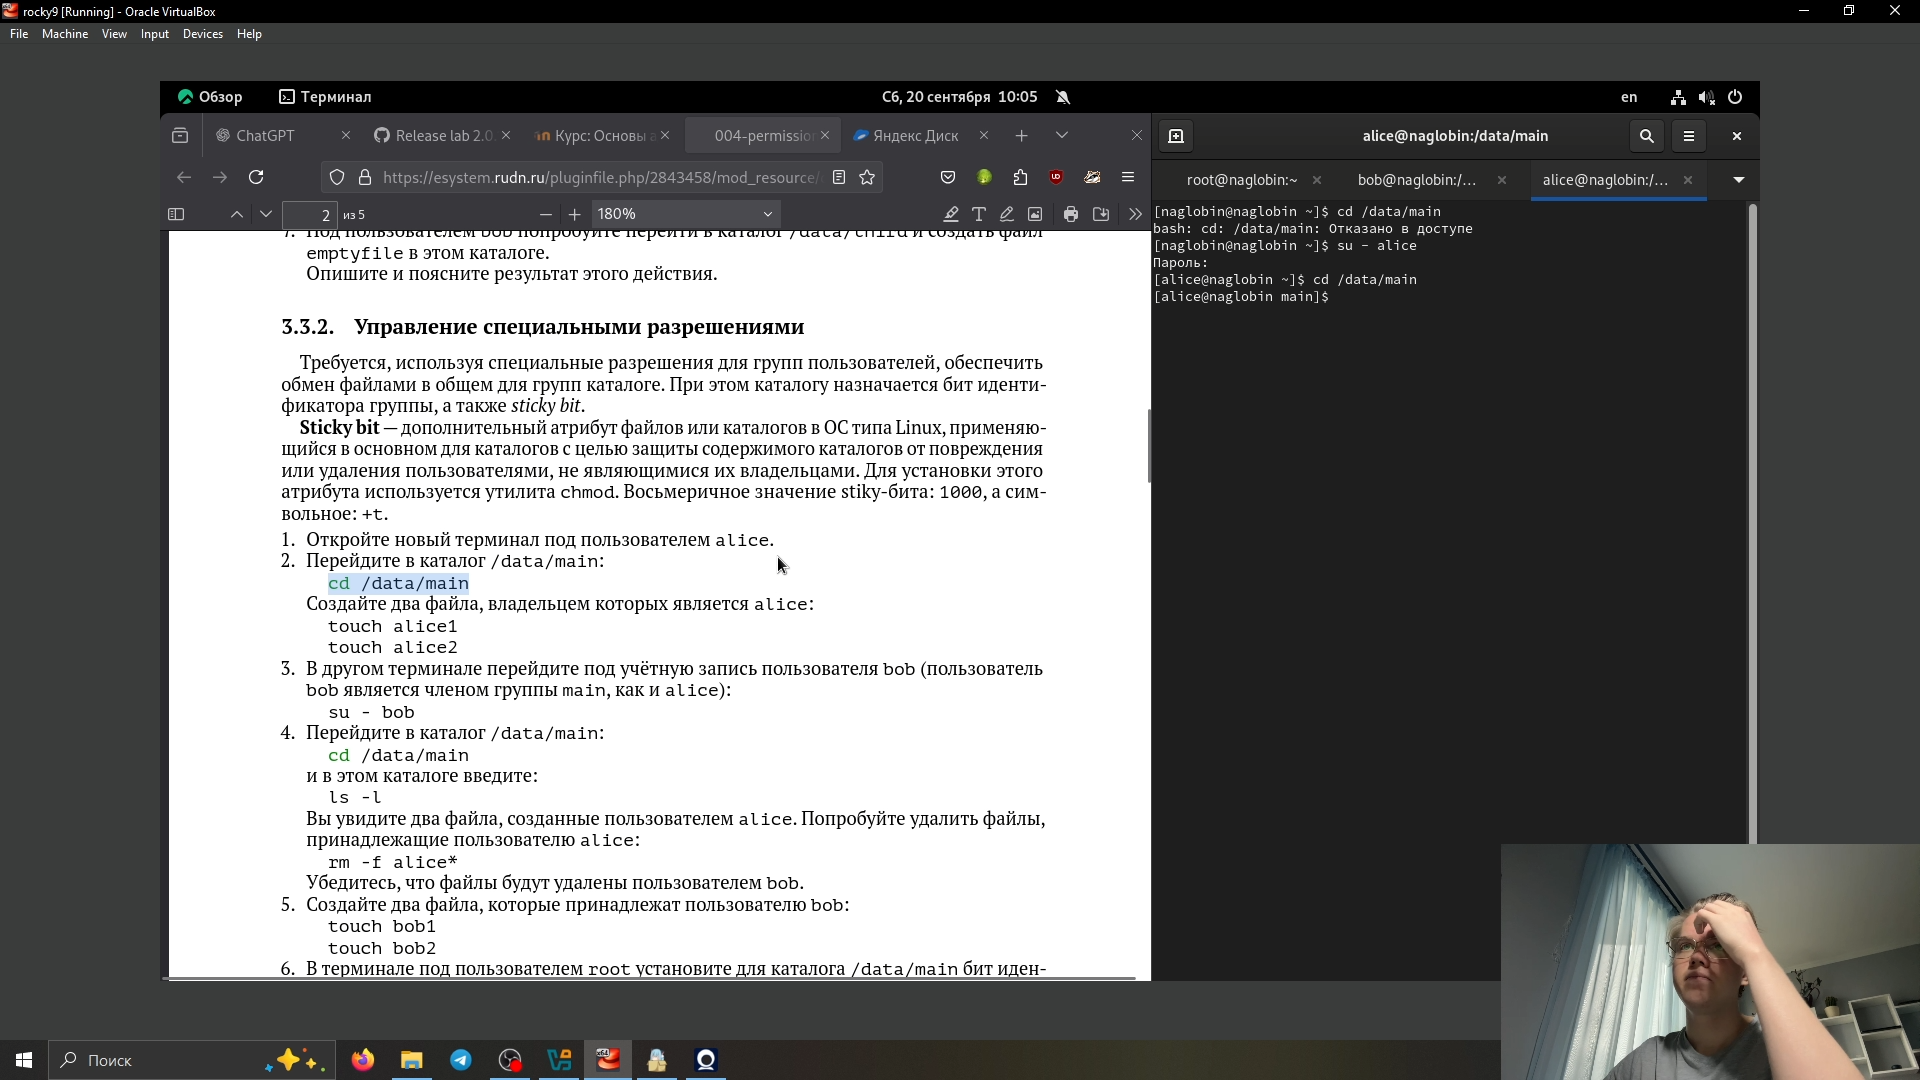 rocky9 [Running] - Oracle VirtualBox
File Machine View Input Devices Help
Обзор
Терминал
Сб, 20 сентября 10:05
en
ChatGPT
Release lab 2.0.
Курс: Основы а
004-permission
Яндекс Диск
https://esystem.rudn.ru/pluginfile.php/2843458/mod_resource/
2 из 5
180%
7. Под пользователем bob попробуйте перейти в каталог /data/third и создать файл
emptyfile в этом каталоге.
Опишите и поясните результат этого действия.
3.3.2. Управление специальными разрешениями
Требуется, используя специальные разрешения для групп пользователей, обеспечить
обмен файлами в общем для групп каталоге. При этом каталогу назначается бит иденти-
фикатора группы, а также sticky bit.
Sticky bit — дополнительный атрибут файлов или каталогов в ОС типа Linux, применяю-
щийся в основном для каталогов с целью защиты содержимого каталогов от повреждения
или удаления пользователями, не являющимися их владельцами. Для установки этого
атрибута используется утилита chmod. Восьмеричное значение stiky-бита: 1000, а сим-
вольное: +t.
1. Откройте новый терминал под пользователем alice.
2. Перейдите в каталог /data/main:
cd /data/main
Создайте два файла, владельцем которых является alice:
touch alice1
touch alice2
3. В другом терминале перейдите под учётную запись пользователя bob (пользователь
bob является членом группы main, как и alice):
su - bob
4. Перейдите в каталог /data/main:
cd /data/main
и в этом каталоге введите:
ls -l
Вы увидите два файла, созданные пользователем alice. Попробуйте удалить файлы,
принадлежащие пользователю alice:
rm -f alice*
Убедитесь, что файлы будут удалены пользователем bob.
5. Создайте два файла, которые принадлежат пользователю bob:
touch bob1
touch bob2
6. В терминале под пользователем root установите для каталога /data/main бит иден-
alice@naglobin:/data/main
root@naglobin:~
bob@naglobin:/...
alice@naglobin:/...
[naglobin@naglobin ~]$ cd /data/main
bash: cd: /data/main: Отказано в доступе
[naglobin@naglobin ~]$ su - alice
Пароль:
[alice@naglobin ~]$ cd /data/main
[alice@naglobin main]$
Поиск